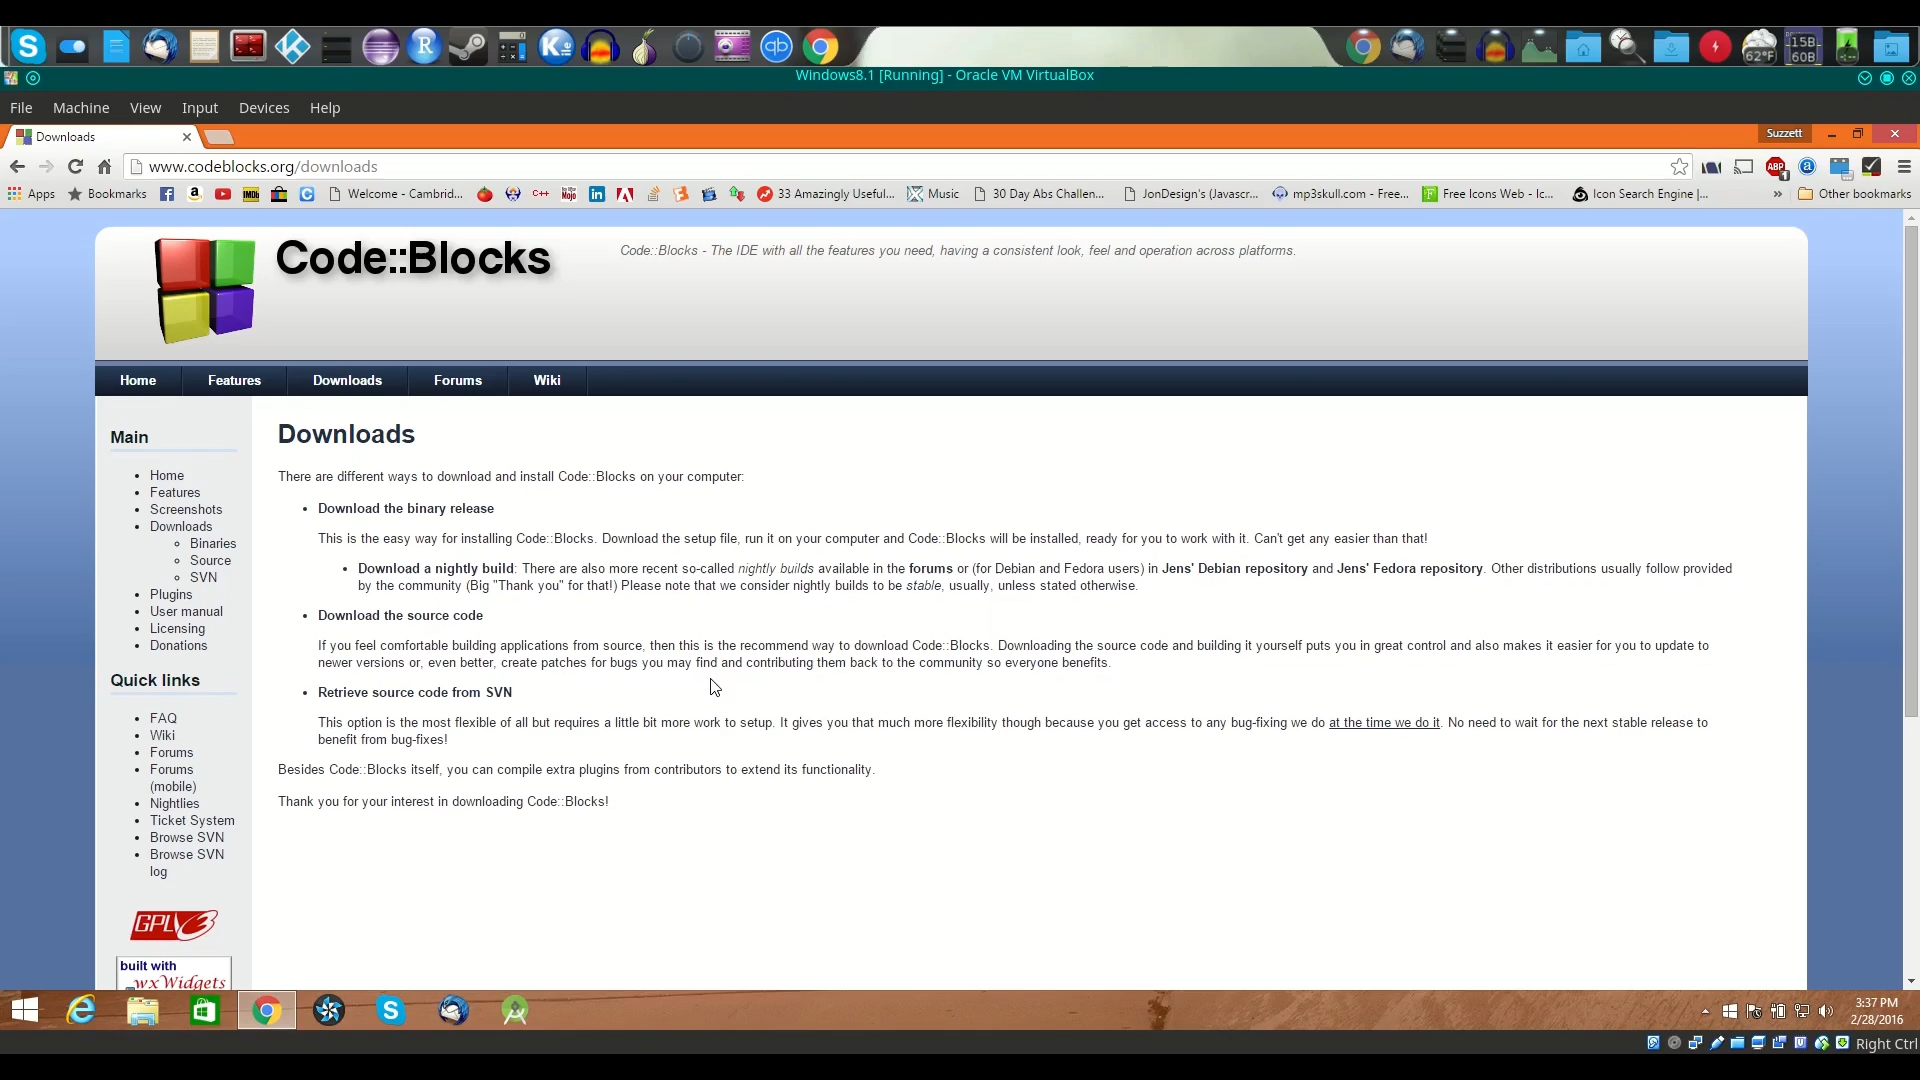 62°F
15B
60B
Windows8.1 [Running] - Oracle VM VirtualBox
File Machine View Input Devices Help
Downloads
Suzzett
www.codeblocks.org/downloads
ABP
1
Apps Bookmarks IMDb Welcome - Cambrid... C++ 33 Amazingly Useful... Music 30 Day Abs Challen... JonDesign's (Javascr... mp3skull.com - Free... Free Icons Web - Ic... Icon Search Engine |... » Other bookmarks
Code::Blocks
Code::Blocks - The IDE with all the features you need, having a consistent look, feel and operation across platforms.
Home Features Downloads Forums Wiki
Main
Home
Features
Screenshots
Downloads
Binaries
Source
SVN
Plugins
User manual
Licensing
Donations
Quick links
FAQ
Wiki
Forums
Forums
(mobile)
Nightlies
Ticket System
Browse SVN
Browse SVN
log
GPLv3
built with
wxWidgets
Downloads
There are different ways to download and install Code::Blocks on your computer:
Download the binary release
This is the easy way for installing Code::Blocks. Download the setup file, run it on your computer and Code::Blocks will be installed, ready for you to work with it. Can't get any easier than that!
Download a nightly build: There are also more recent so-called nightly builds available in the forums or (for Debian and Fedora users) in Jens' Debian repository and Jens' Fedora repository. Other distributions usually follow provided
by the community (Big "Thank you" for that!) Please note that we consider nightly builds to be stable, usually, unless stated otherwise.
Download the source code
If you feel comfortable building applications from source, then this is the recommend way to download Code::Blocks. Downloading the source code and building it yourself puts you in great control and also makes it easier for you to update to
newer versions or, even better, create patches for bugs you may find and contributing them back to the community so everyone benefits.
Retrieve source code from SVN
This option is the most flexible of all but requires a little bit more work to setup. It gives you that much more flexibility though because you get access to any bug-fixing we do at the time we do it. No need to wait for the next stable release to
benefit from bug-fixes!
Besides Code::Blocks itself, you can compile extra plugins from contributors to extend its functionality.
Thank you for your interest in downloading Code::Blocks!
3:37 PM
2/28/2016
Right Ctrl